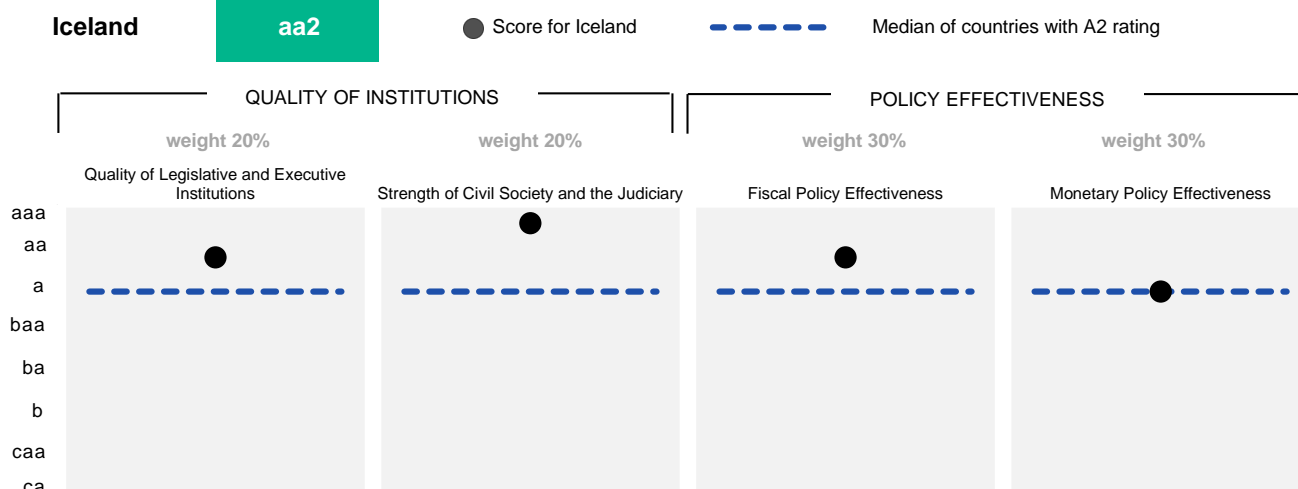 Iceland aa2 Score for Iceland Median of countries with A2 rating
QUALITY OF INSTITUTIONS POLICY EFFECTIVENESS
weight 20% weight 20% weight 30% weight 30%
Quality of Legislative and Executive
Institutions Strength of Civil Society and the Judiciary Fiscal Policy Effectiveness Monetary Policy Effectiveness
aaa
aa
a
baa
ba
b
caa
ca